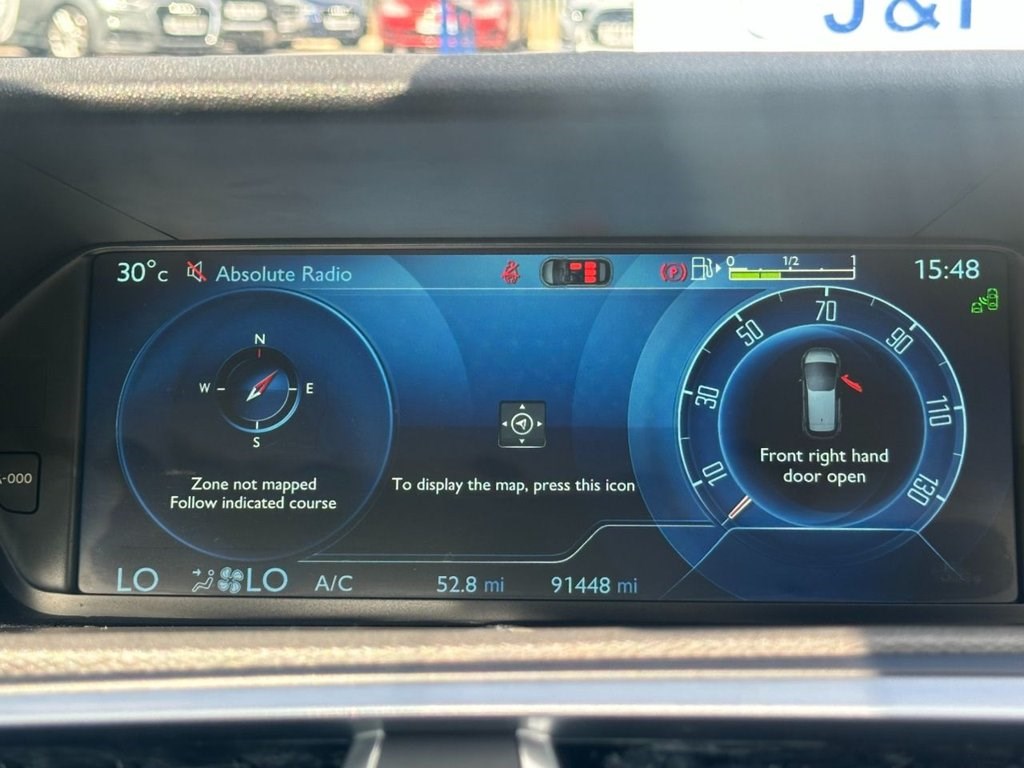 J&
30°C Absolute Radio
P
0 1/2 1
15:48
N
W E
S
Zone not mapped
Follow indicated course
To display the map, press this icon
10 30 50 70 90 110 130
Front right hand
door open
-000
LO LO A/C 52.8 mi 91448 mi